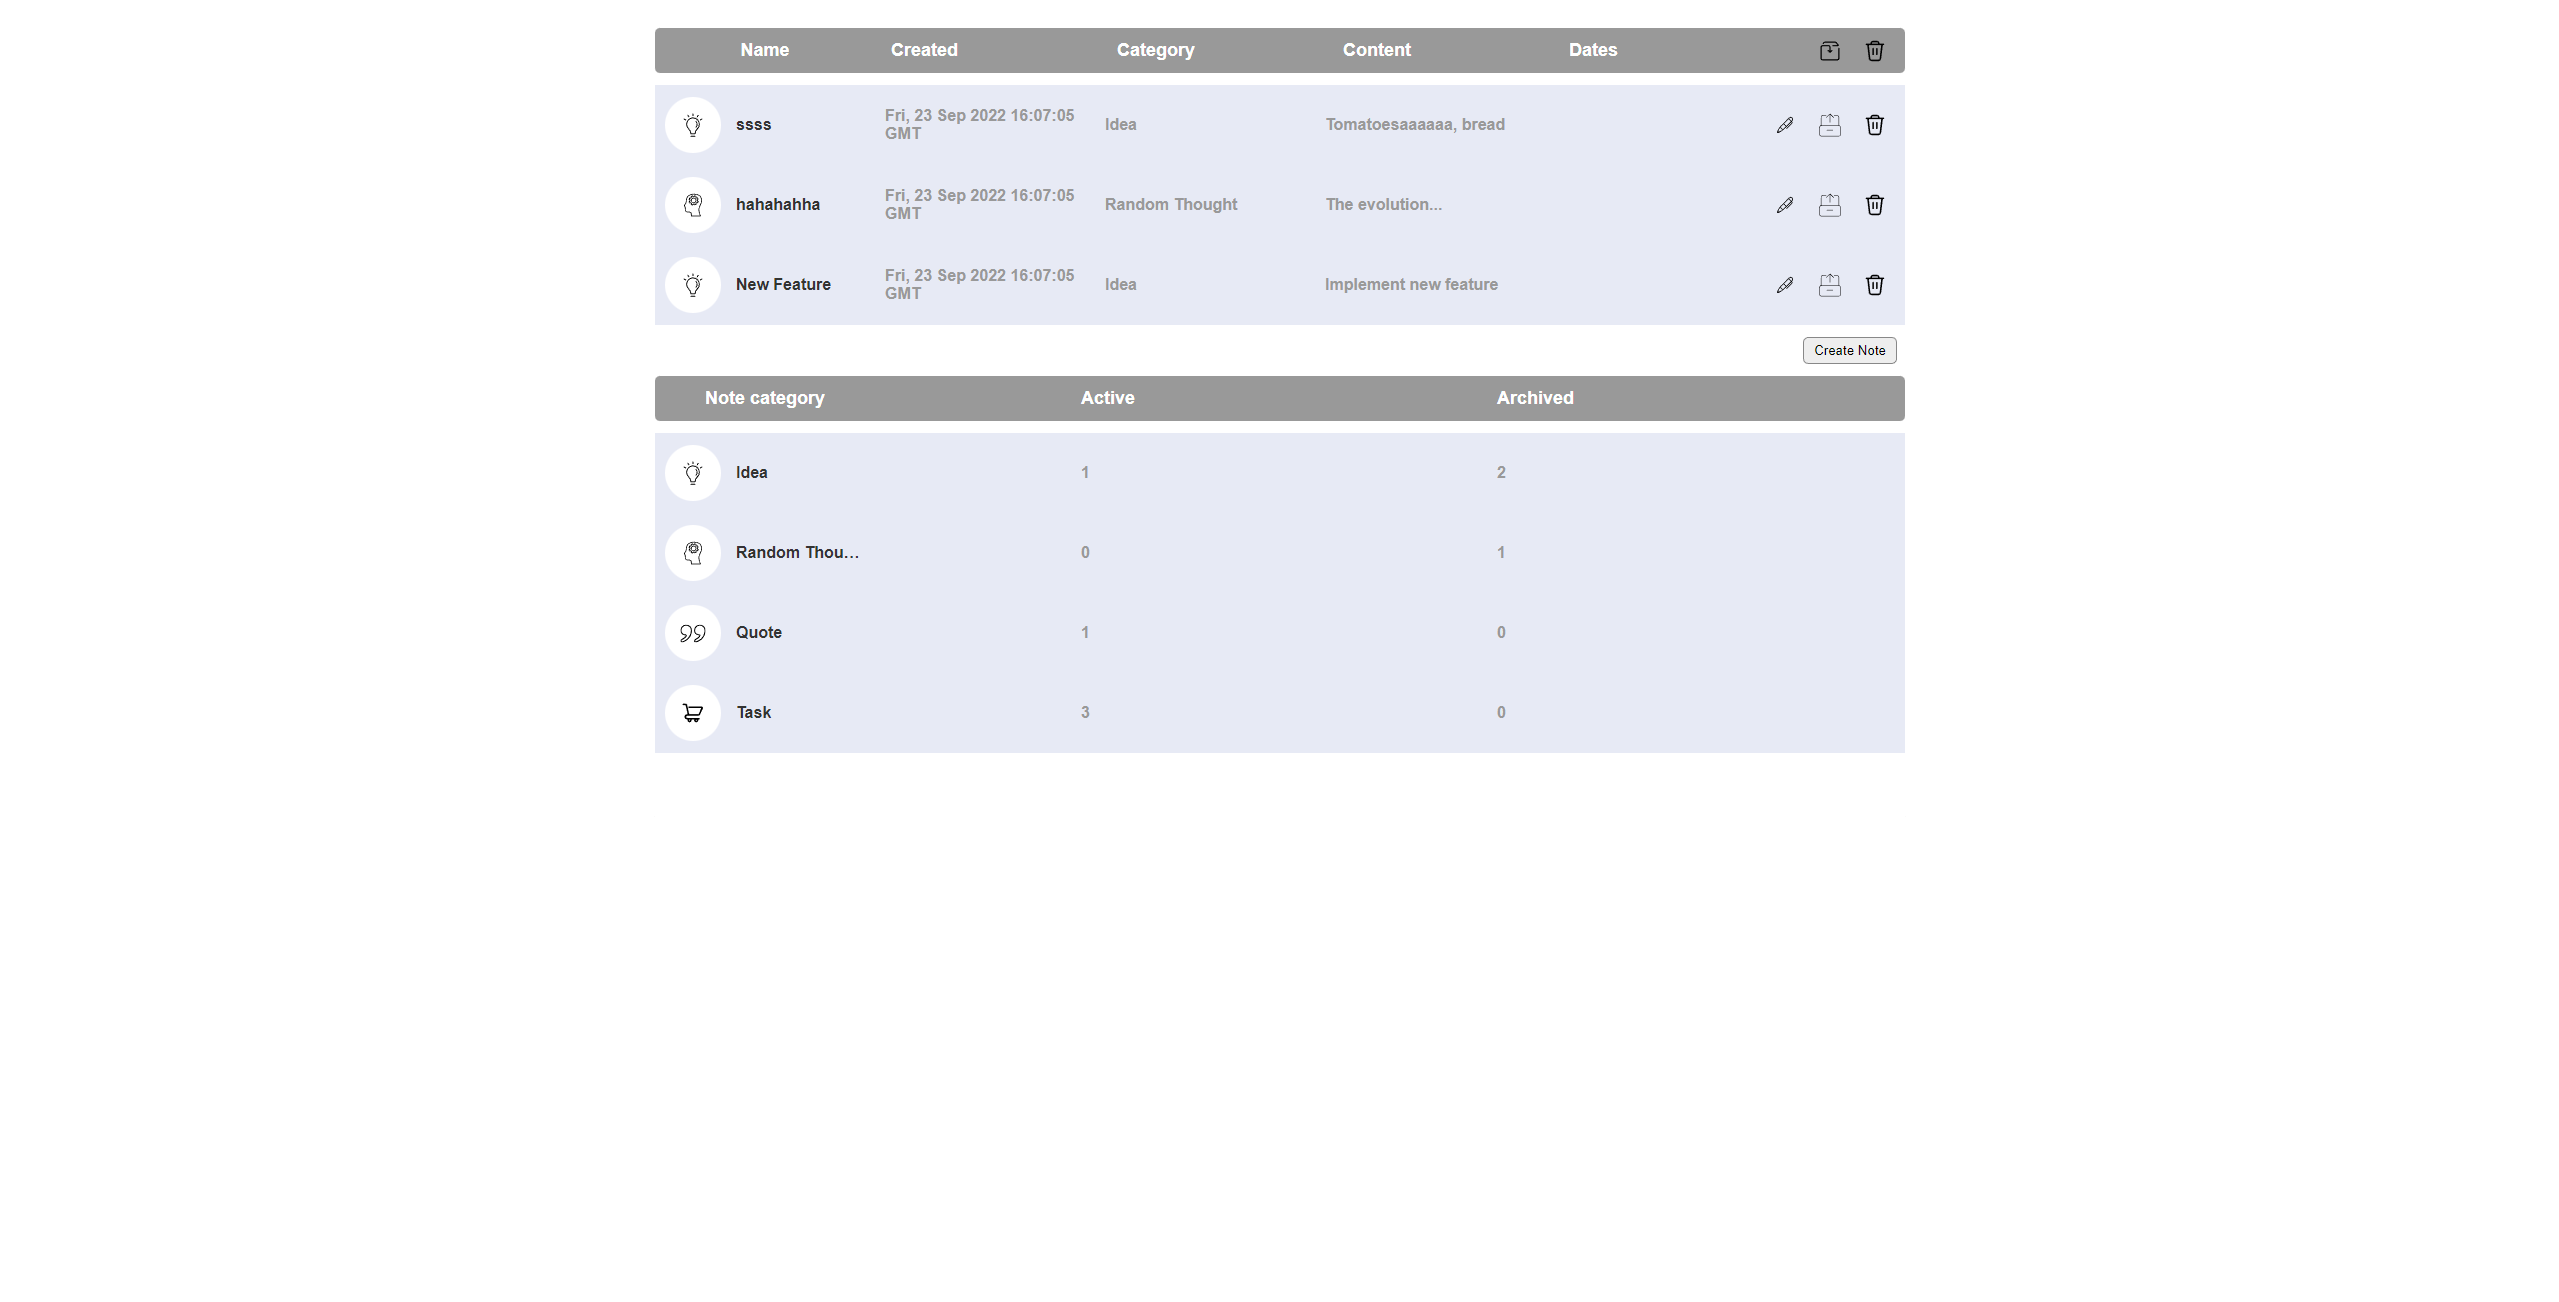 Name Created Category Content Dates
ssss Fri, 23 Sep 2022 16:07:05 GMT Idea Tomatoesaaaaaa, bread
hahahahha Fri, 23 Sep 2022 16:07:05 GMT Random Thought The evolution...
New Feature Fri, 23 Sep 2022 16:07:05 GMT Idea Implement new feature
Create Note
Note category Active Archived
Idea 1 2
Random Thou... 0 1
Quote 1 0
Task 3 0